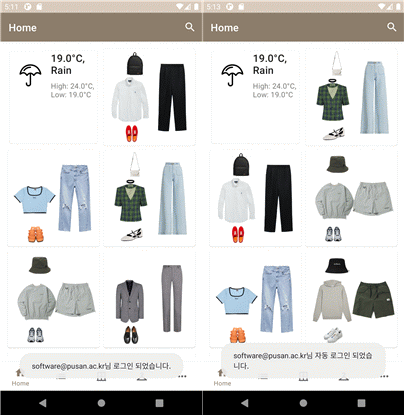 5:11
Home
19.0°C,
Rain
High: 24.0°C,
Low: 19.0°C
software@pusan.ac.kr님 로그인 되었습니다.
Home
5:13
Home
19.0°C,
Rain
High: 24.0°C,
Low: 19.0°C
software@pusan.ac.kr님 자동 로그인 되었습
니다.
Home